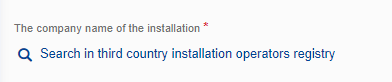 The company name of the installation *
Search in third country installation operators registry